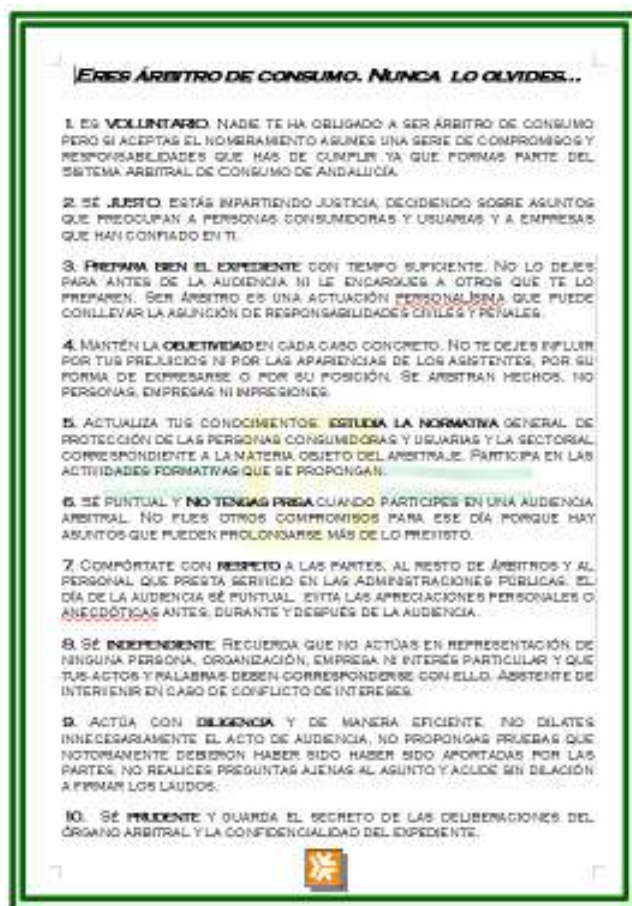 ERES ÁRBITRO DE CONSUMO. NUNCA LO OLVIDES...
1. ES VOLUNTARIO. NADIE TE HA OBLIGADO A SER ÁRBITRO DE CONSUMO
PERO SI ACEPTAS EL NOMBRAMIENTO ASUMES UNA SERIE DE COMPROMISOS Y
RESPONSABILIDADES QUE HAS DE CUMPLIR YA QUE FORMAS PARTE DEL
SISTEMA ARBITRAL DE CONSUMO DE ANDALUCÍA.
2. SÉ JUSTO. ESTÁS IMPARTIENDO JUSTICIA, DECIDIENDO SOBRE ASUNTOS
QUE PREOCUPAN A PERSONAS CONSUMIDORAS Y USUARIAS Y A EMPRESAS
QUE HAN CONFIADO EN TI.
3. PREPARA BIEN EL EXPEDIENTE CON TIEMPO SUFICIENTE. NO LO DEJES
PARA ANTES DE LA AUDIENCIA NI LE ENCARGUES A OTROS QUE TE LO
PREPAREN. SER ÁRBITRO ES UNA ACTUACIÓN PERSONALÍSIMA QUE PUEDE
CONLLEVAR LA ASUNCIÓN DE RESPONSABILIDADES CIVILES Y PENALES.
4. MANTÉN LA OBJETIVIDAD EN CADA CASO CONCRETO. NO TE DEJES INFLUIR
POR TUS PREJUICIOS NI POR LAS APARIENCIAS DE LOS ASISTENTES, POR SU
FORMA DE EXPRESARSE O POR SU POSICIÓN. SE ARBITRAN HECHOS, NO
PERSONAS, EMPRESAS NI IMPRESIONES.
5. ACTUALIZA TUS CONOCIMIENTOS. ESTUDIA LA NORMATIVA GENERAL DE
PROTECCIÓN DE LAS PERSONAS CONSUMIDORAS Y USUARIAS Y LA SECTORIAL
CORRESPONDIENTE A LA MATERIA OBJETO DEL ARBITRAJE. PARTICIPA EN LAS
ACTIVIDADES FORMATIVAS QUE SE PROPONGAN.
6. SÉ PUNTUAL Y NO TENGAS PRISA CUANDO PARTICIPES EN UNA AUDIENCIA
ARBITRAL. NO FIJES OTROS COMPROMISOS PARA ESE DÍA PORQUE HAY
ASUNTOS QUE PUEDEN PROLONGARSE MÁS DE LO PREVISTO.
7. COMPÓRTATE CON RESPETO A LAS PARTES, AL RESTO DE ÁRBITROS Y AL
PERSONAL QUE PRESTA SERVICIO EN LAS ADMINISTRACIONES PÚBLICAS. EL
DÍA DE LA AUDIENCIA SÉ PUNTUAL. EVITA LAS APRECIACIONES PERSONALES O
ANECDÓTICAS ANTES, DURANTE Y DESPUÉS DE LA AUDIENCIA.
8. SÉ INDEPENDIENTE. RECUERDA QUE NO ACTÚAS EN REPRESENTACIÓN DE
NINGUNA PERSONA, ORGANIZACIÓN, EMPRESA NI INTERÉS PARTICULAR Y QUE
TUS ACTOS Y PALABRAS DEBEN CORRESPONDERSE CON ELLO. ABSTENTE DE
INTERVENIR EN CASO DE CONFLICTO DE INTERESES.
9. ACTÚA CON DILIGENCIA Y DE MANERA EFICIENTE. NO DILATES
INNECESARIAMENTE EL ACTO DE AUDIENCIA, NO PROPONGAS PRUEBAS QUE
NOTORIAMENTE DEBIERON HABER SIDO HABER SIDO APORTADAS POR LAS
PARTES, NO REALICES PREGUNTAS AJENAS AL ASUNTO Y ACUDE SIN DILACIÓN
A FIRMAR LOS LAUDOS.
10. SÉ PRUDENTE Y GUARDA EL SECRETO DE LAS DELIBERACIONES DEL
ÓRGANO ARBITRAL Y LA CONFIDENCIALIDAD DEL EXPEDIENTE.